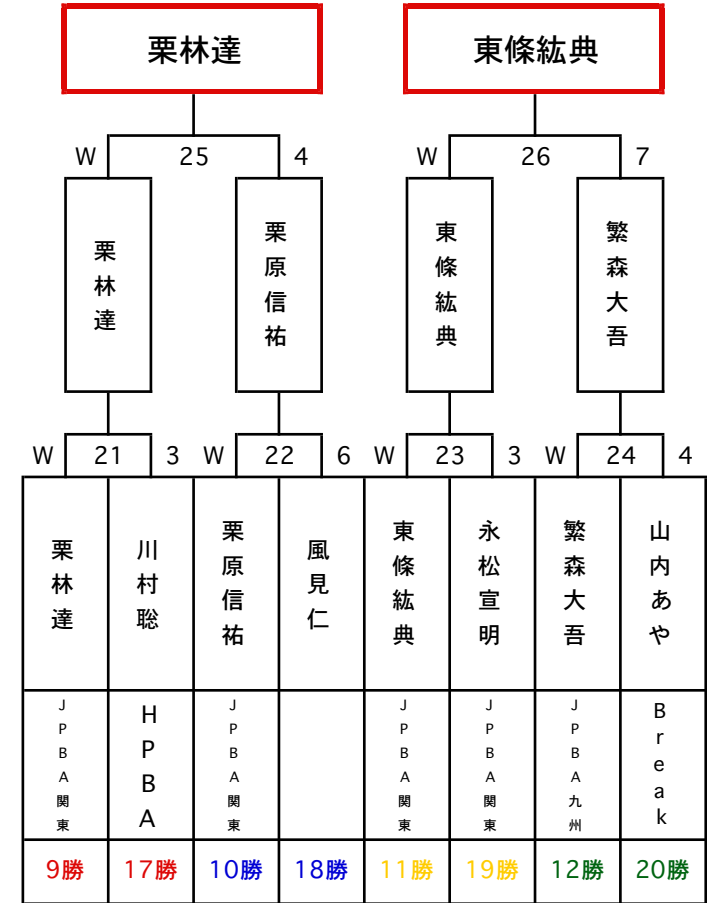 栗林達
東條紘典
W 25 4
W 26 7
栗林達
栗原信祐
東條紘典
繁森大吾
W 21 3
W 22 6
W 23 3
W 24 4
栗林達
川村聡
栗原信祐
風見仁
東條紘典
永松宣明
繁森大吾
山内あや
JPBA関東
HPBA
JPBA関東
JPBA関東
JPBA関東
JPBA九州
Break
9勝
17勝
10勝
18勝
11勝
19勝
12勝
20勝